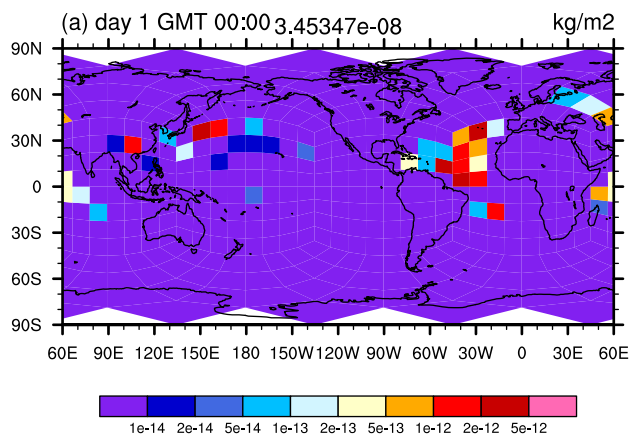 (a) day 1 GMT 00:00 3.45347e-08 kg/m2
90N
60N
30N
0
30S
60S
90S
60E 90E 120E 150E 180 150W 120W 90W 60W 30W 0 30E 60E
1e-14 2e-14 5e-14 1e-13 2e-13 5e-13 1e-12 2e-12 5e-12